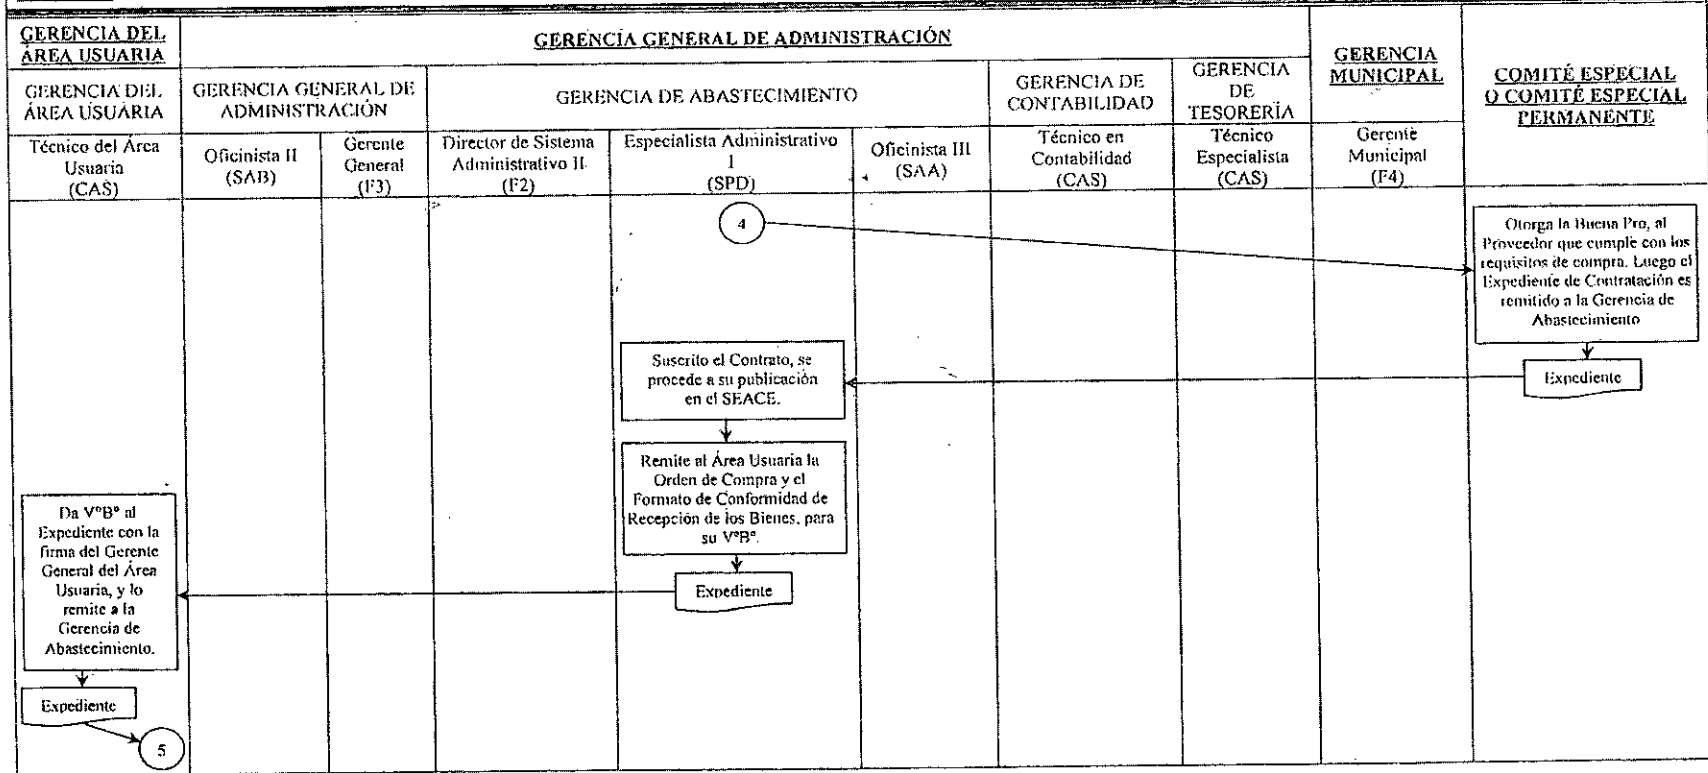 GERENCIA DEL
ÁREA USUARIA
GERENCIA GENERAL DE ADMINISTRACIÓN
GERENCIA
MUNICIPAL
COMITÉ ESPECIAL
O COMITÉ ESPECIAL
PERMANENTE
GERENCIA DEL
ÁREA USUARIA
GERENCIA GENERAL DE
ADMINISTRACIÓN
GERENCIA DE ABASTECIMIENTO
GERENCIA DE
CONTABILIDAD
GERENCIA
DE
TESORERÍA
Técnico del Área
Usuaria
(CAS)
Oficinista II
(SAB)
Gerente
General
(F3)
Director de Sistema
Administrativo II
(F2)
Especialista Administrativo
I
(SPD)
Oficinista III
(SAA)
Técnico en
Contabilidad
(CAS)
Técnico
Especialista
(CAS)
Gerente
Municipal
(F4)
4
Otorga la Buena Pro, al
Proveedor que cumple con los
requisitos de compra. Luego el
Expediente de Contratación es
remitido a la Gerencia de
Abastecimiento
Expediente
Suscrito el Contrato, se
procede a su publicación
en el SEACE.
Remite al Área Usuaria la
Orden de Compra y el
Formato de Conformidad de
Recepción de los Bienes, para
su V°B°.
Expediente
Da V°B° al
Expediente con la
firma del Gerente
General del Área
Usuaria, y lo
remite a la
Gerencia de
Abastecimiento.
Expediente
5